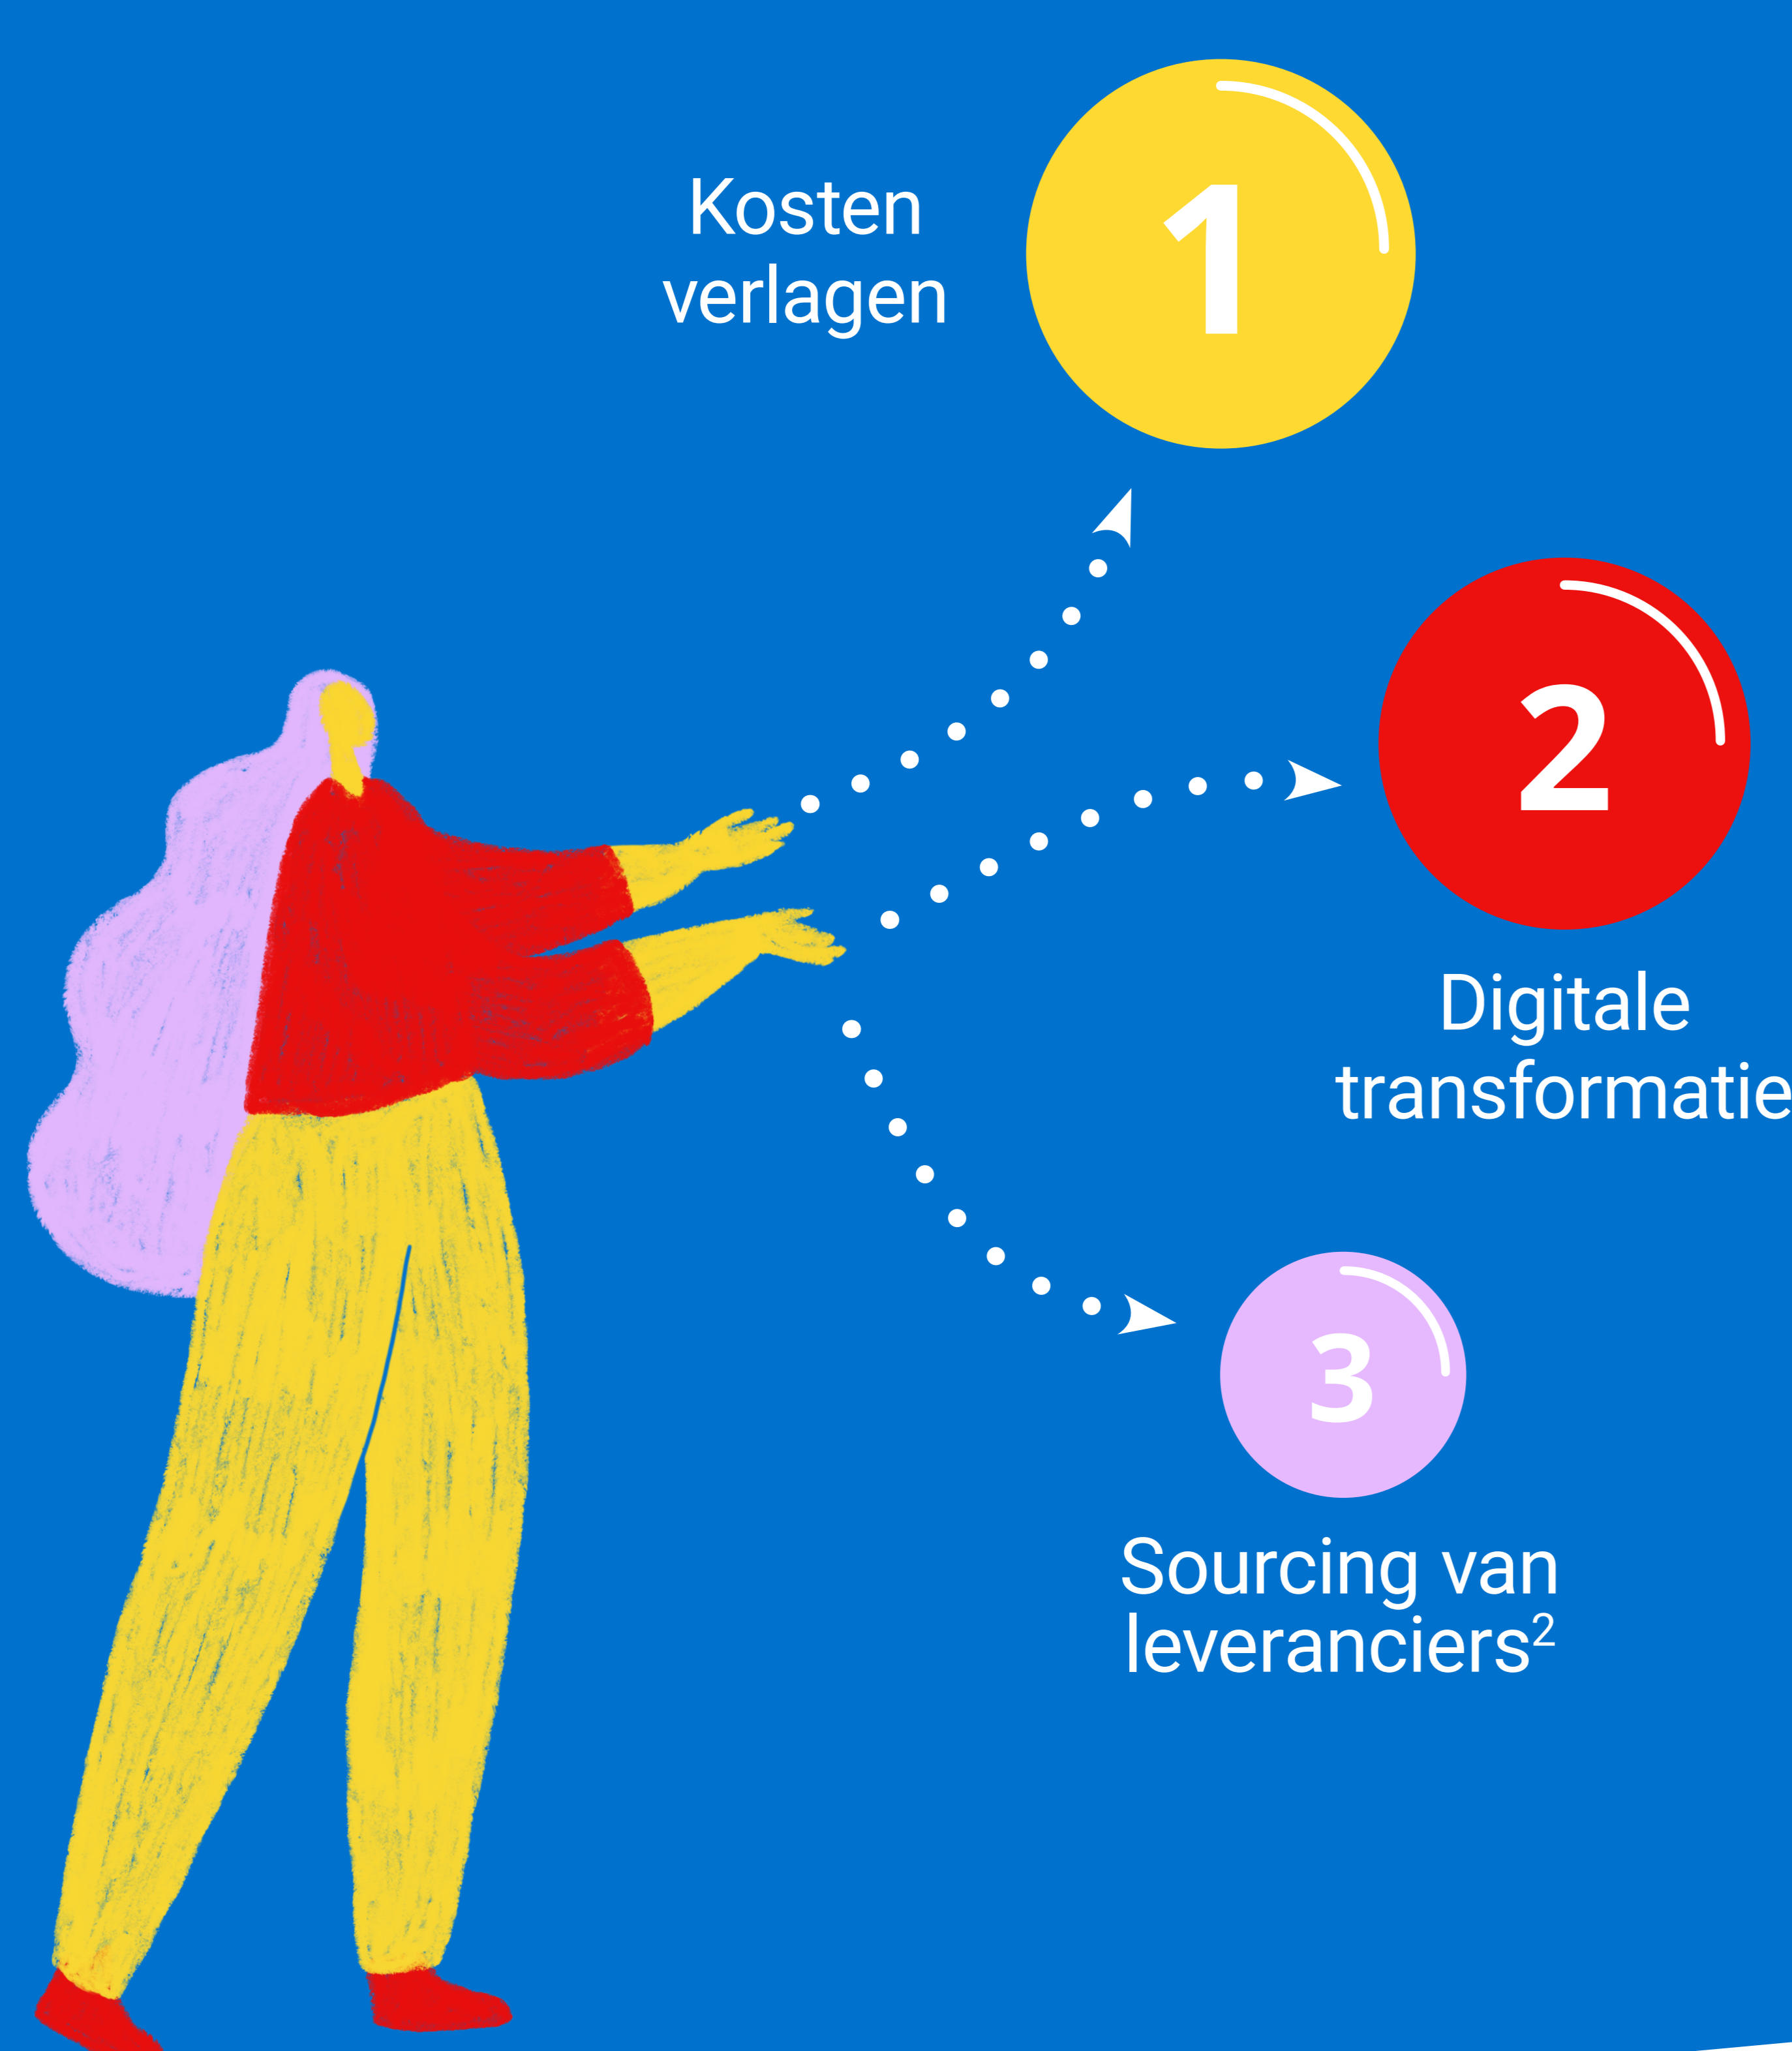 1
Kosten
verlagen
2
Digitale
transformatie
3
Sourcing van
leveranciers²